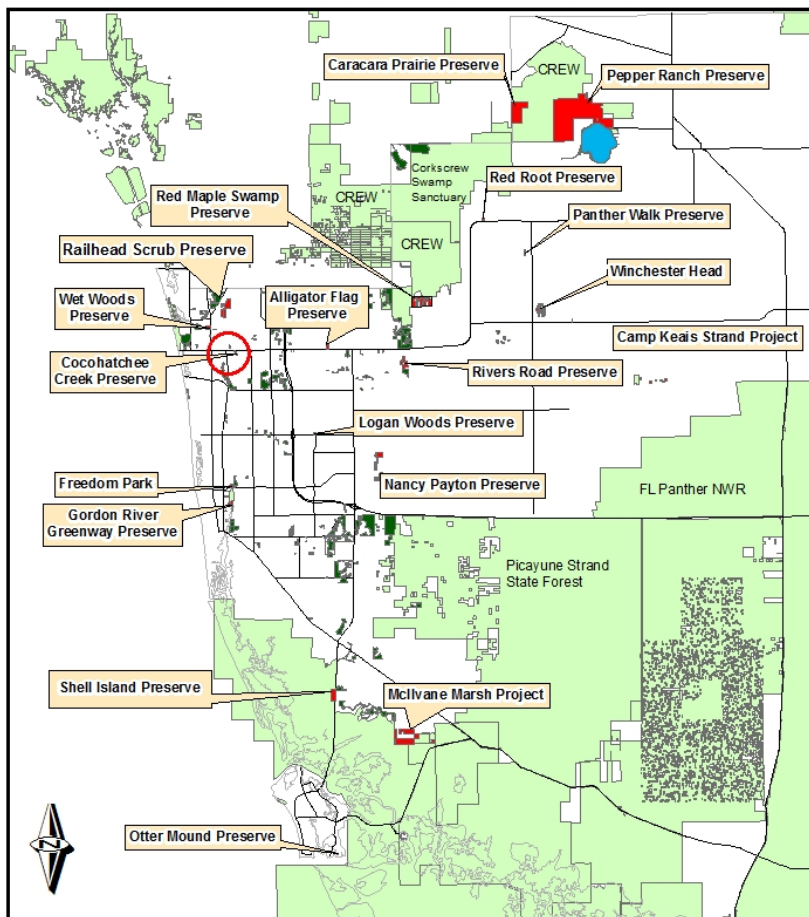 Caracara Prairie Preserve
CREW
Pepper Ranch Preserve
Corkscrew
Swamp
Sanctuary
Red Root Preserve
Red Maple Swamp
Preserve
CREW
Panther Walk Preserve
CREW
Railhead Scrub Preserve
Winchester Head
Wet Woods
Preserve
Alligator Flag
Preserve
Camp Keais Strand Project
Cocohatchee
Creek Preserve
Rivers Road Preserve
Logan Woods Preserve
Freedom Park
Nancy Payton Preserve
FL Panther NWR
Gordon River
Greenway Preserve
Picayune Strand
State Forest
Shell Island Preserve
McIlvane Marsh Project
Otter Mound Preserve
N